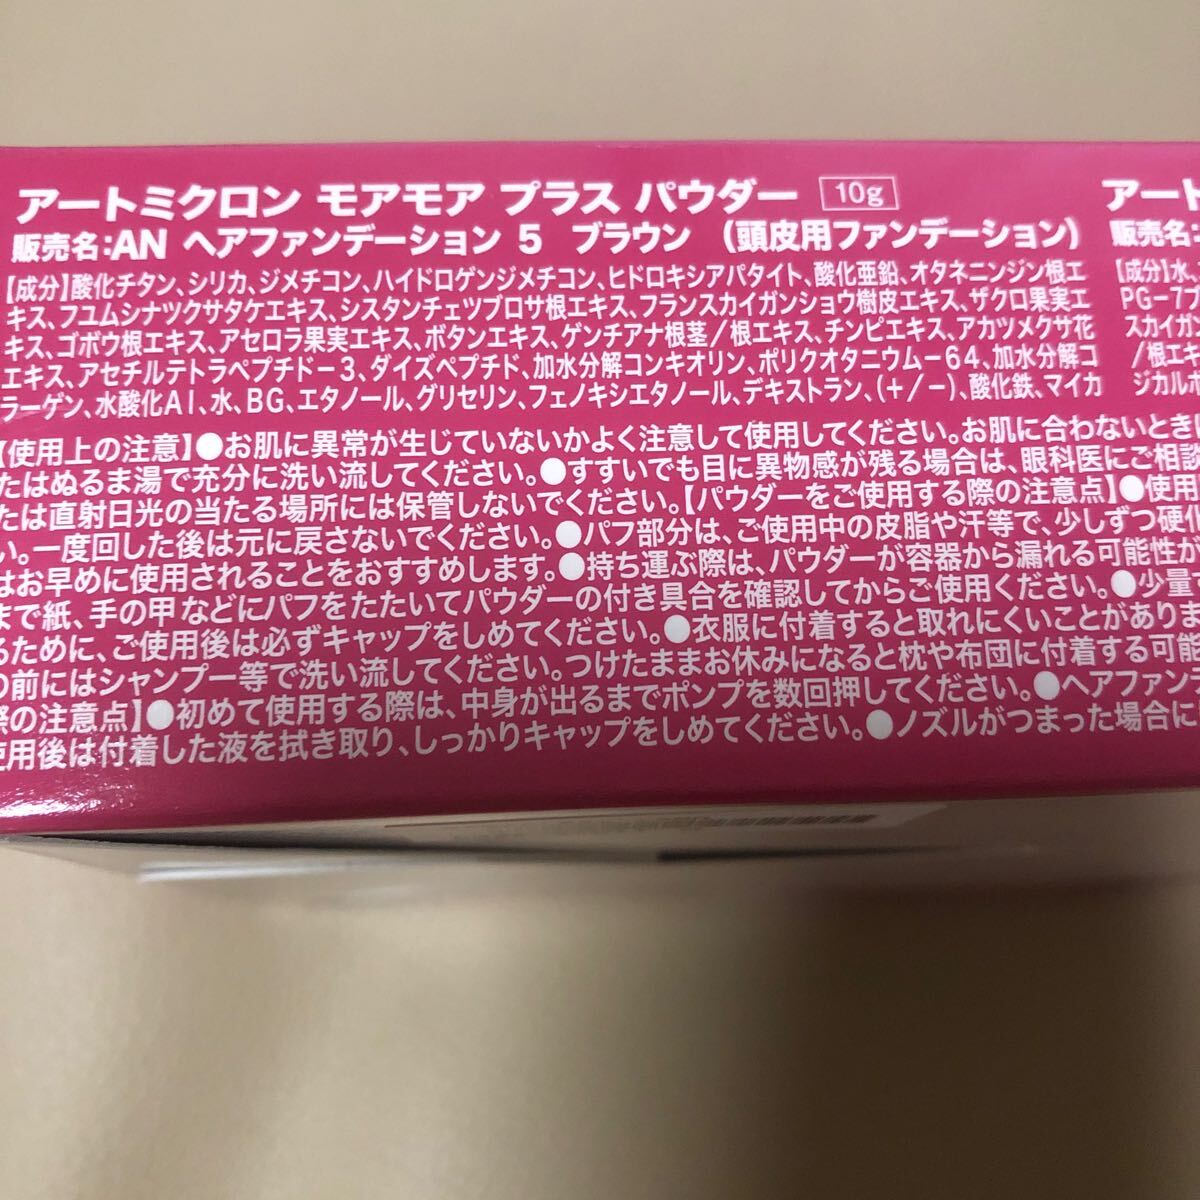 アートミクロン モアモア プラス パウダー 10g
販売名:AN ヘアファンデーション 5 ブラウン (頭皮用ファンデーション)
【成分】酸化チタン、シリカ、ジメチコン、ハイドロゲンジメチコン、ヒドロキシアパタイト、酸化亜鉛、オタネニンジン根エ
キス、フユムシナツクサタケエキス、シスタンチェツブロサ根エキス、フランスカイガンショウ樹皮エキス、ザクロ果実エ
キス、ゴボウ根エキス、アセロラ果実エキス、ボタンエキス、ゲンチアナ根茎/根エキス、チンピエキス、アカツメクサ花
エキス、アセチルテトラペプチド-3、ダイズペプチド、加水分解コンキオリン、ポリクオタニウム-64、加水分解コ
ラーゲン、水酸化Al、水、BG、エタノール、グリセリン、フェノキシエタノール、デキストラン、(+/-)、酸化鉄、マイカ
アート
販売名:
【成分】水、
PG-7
スカイガ
/根エキ
ジカル
【使用上の注意】●お肌に異常が生じていないかよく注意して使用してください。お肌に合わないとき
たはぬるま湯で充分に洗い流してください。●すすいでも目に異物感が残る場合は、眼科医にご相談
たは直射日光の当たる場所には保管しないでください。【パウダーをご使用する際の注意点】●使用
い。一度回した後は元に戻さないでください。●パフ部分は、ご使用中の皮脂や汗等で、少しずつ硬化
はお早めに使用されることをおすすめします。●持ち運ぶ際は、パウダーが容器から漏れる可能性が
まで紙、手の甲などにパフをたたいてパウダーの付き具合を確認してからご使用ください。●少量
るために、ご使用後は必ずキャップをしめてください。●衣服に付着すると取れにくいことがありま
の前にはシャンプー等で洗い流してください。つけたままお休みになると枕や布団に付着する可能
際の注意点】●初めて使用する際は、中身が出るまでポンプを数回押してください。●ヘアファン
使用後は付着した液を拭き取り、しっかりキャップをしめてください。●ノズルがつまった場合に